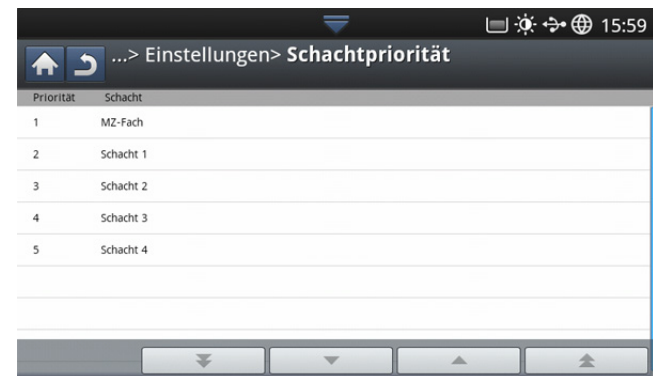 15:59
...> Einstellungen> Schachtpriorität
Priorität Schacht
1 MZ-Fach
2 Schacht 1
3 Schacht 2
4 Schacht 3
5 Schacht 4